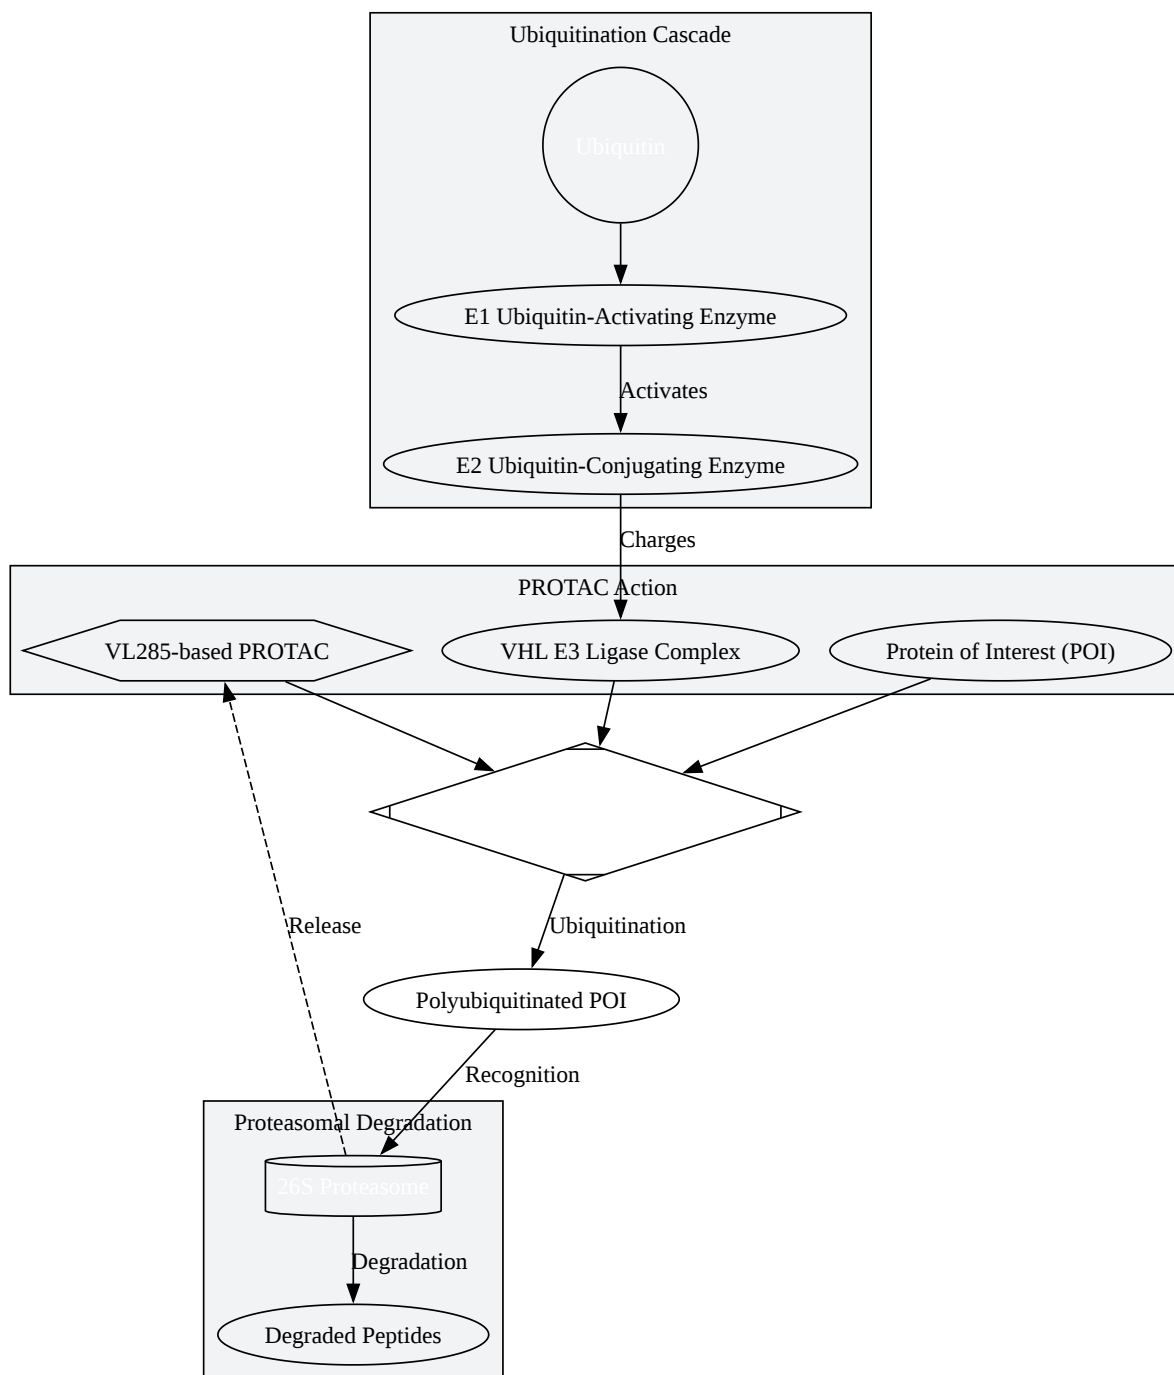 Ubiquitination Cascade
Ubiquitin
E1 Ubiquitin-Activating Enzyme
Activates
E2 Ubiquitin-Conjugating Enzyme
Charges
PROTAC Action
VL285-based PROTAC
VHL E3 Ligase Complex
Protein of Interest (POI)
Release
Ubiquitination
Polyubiquitinated POI
Recognition
Proteasomal Degradation
26S Proteasome
Degradation
Degraded Peptides